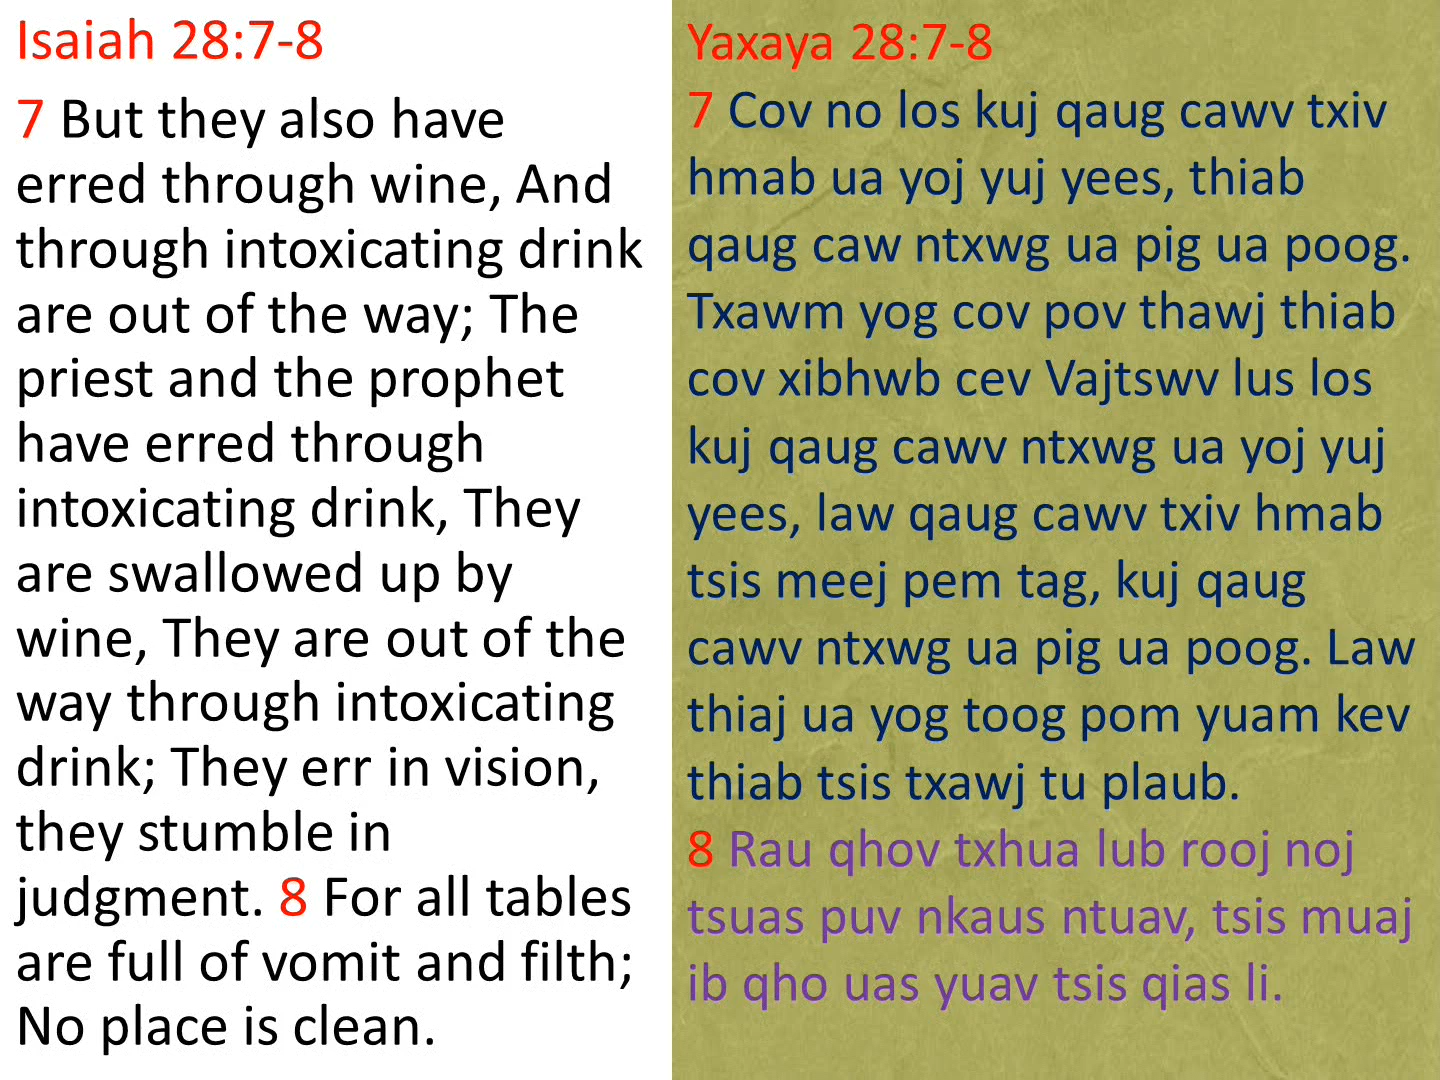 Isaiah 28:7-8
7 But they also have
erred through wine, And
through intoxicating drink
are out of the way; The
priest and the prophet
have erred through
intoxicating drink, They
are swallowed up by
wine, They are out of the
way through intoxicating
drink; They err in vision,
they stumble in
judgment. 8 For all tables
are full of vomit and filth;
No place is clean.
Yaxaya 28:7-8
7 Cov no los kuj qaug cawv txiv
hmab ua yoj yuj yees, thiab
qaug caw ntxwg ua pig ua poog.
Txawm yog cov pov thawj thiab
cov xibhwb cev Vajtswv lus los
kuj qaug cawv ntxwg ua yoj yuj
yees, law qaug cawv txiv hmab
tsis meej pem tag, kuj qaug
cawv ntxwg ua pig ua poog. Law
thiaj ua yog toog pom yuam kev
thiab tsis txawj tu plaub.
8 Rau qhov txhua lub rooj noj
tsuas puv nkaus ntuav, tsis muaj
ib qho uas yuav tsis qias li.